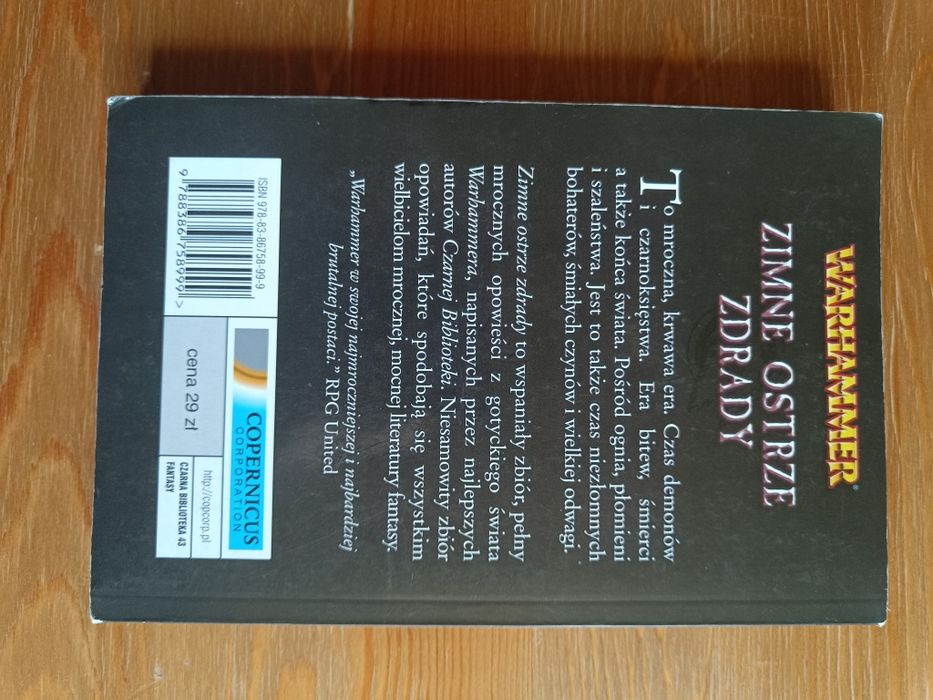 WARHAMMER®
ZIMNE OSTRZE
ZDRADY
To mroczna, krwawa era. Czas demonów
i czarnoksięstwa. Era bitew, śmierci
a także końca świata. Pośród ognia, płomieni
i szaleństwa. Jest to także czas niezłomnych
bohaterów, śmiałych czynów i wielkiej odwagi.
Zimne ostrze zdrady to wspaniały zbiór, pełny
mrocznych opowieści z gotyckiego świata
Warhammera, napisanych przez najlepszych
autorów Czarnej Biblioteki. Niesamowity zbiór
opowiadań, które spodobają się wszystkim
wielbicielom mrocznej, mocnej literatury fantasy.
„Warhammer w swojej najmroczniejszej i najbardziej
brutalnej postaci.” RPG United
ISBN 978-83-86758-99-9
9 788386 758999 >
cena 29 zł
COPERNICUS
CORPORATION
http://copcorp.pl
CZARNA BIBLIOTEKA 43
FANTASY